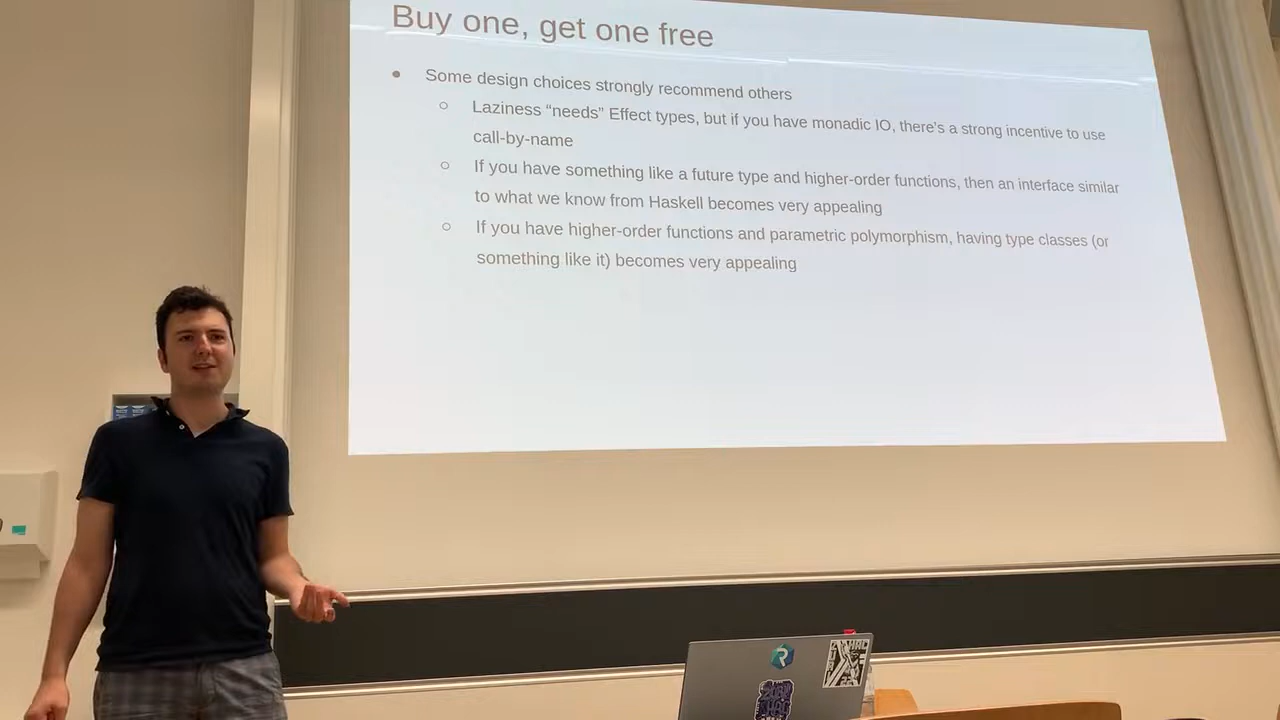 Buy one, get one free
● Some design choices strongly recommend others
○ Laziness “needs” Effect types, but if you have monadic IO, there's a strong incentive to use
call-by-name
○ If you have something like a future type and higher-order functions, then an interface similar
to what we know from Haskell becomes very appealing
○ If you have higher-order functions and parametric polymorphism, having type classes (or
something like it) becomes very appealing